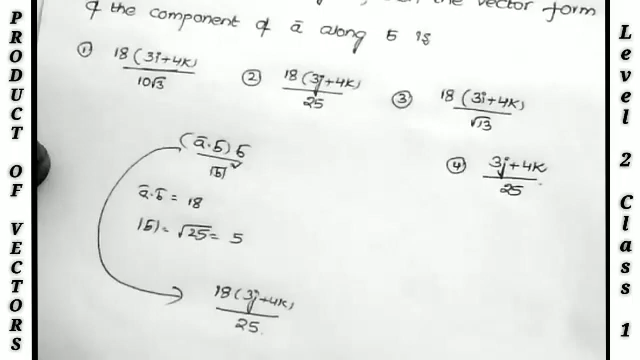 the vector form
of the component of ā along b̄ is
① 18 (3i+4k) / 10√3
② 18 (3j+4k) / 25
③ 18 (3i+4k) / √13
④ 3j+4k / 25
(ā.b̄) b̄ / |b̄|
ā.b̄ = 18
|b̄| = √25 = 5
18 (3j+4k) / 25.
PRODUCT OF VECTORS
Level 2 Class 1